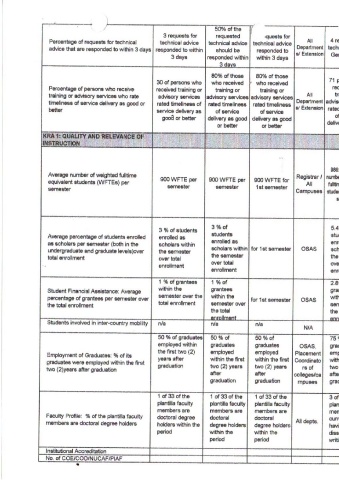 Percentage of requests for technical
advice that are responded to within 3 days
3 requests for
technical advice
responded to within
3 days
50% of the
requested
technical advice
should be
responded within
3 days
quests for
technical advice
responded to
within 3 days
All
Department
s/ Extension
4 re
tech
Percentage of persons who receive
training or advisory services who rate
timeliness of service delivery as good or
better
30 of persons who
received training or
advisory services
rated timeliness of
service delivery as
good or better
80% of those
who received
training or
advisory services
rated timeliness
of service
delivery as good
or better
80% of those
who received
training or
advisory services
rated timeliness
of service
delivery as good
or better
All
Department
s/ Extension
71 p
rec
tr
advis
rated
of
deliv
KRA 1: QUALITY AND RELEVANCE OF
INSTRUCTION
Average number of weighted fulltime
equivalent students (WFTEs) per
semester
900 WFTE per
semester
900 WFTE per
semester
900 WFTE for
1st semester
Registrar /
All
Campuses
numbe
fulltim
stude
s
Average percentage of students enrolled
as scholars per semester (both in the
undergraduate and graduate levels)over
total enrollment
3 % of students
enrolled as
scholars within
the semester
over total
enrollment
3 % of
students
enrolled as
scholars within
the semester
over total
enrollment
for 1st semester
OSAS
5.4
stu
enr
sch
the
ove
enr
Student Financial Assistance: Average
percentage of grantees per semester over
the total enrollment
1 % of grantees
within the
semester over the
total enrollment
1 % of
grantees
within the
semester over
the total
enrollment
for 1st semester
OSAS
2.8
gra
with
sem
the
Students involved in inter-country mobility
n/a
n/a
n/a
N/A
Employment of Graduates: % of its
graduates were employed within the first
two (2)years after graduation
50 % of graduates
employed within
the first two (2)
years after
graduation
50 % of
graduates
employed
within the first
two (2) years
after
graduation
50 % of
graduates
employed
within the first
two (2) years
after
graduation
OSAS,
Placement
Coordinato
rs of
colleges/ca
mpuses
75
gra
emp
with
two
afte
grad
Faculty Profile: % of the plantilla faculty
members are doctoral degree holders
1 of 33 of the
plantilla faculty
members are
doctoral degree
holders within the
period
1 of 33 of the
plantilla faculty
members are
doctoral
degree holders
within the
period
1 of 33 of the
plantilla faculty
members are
doctoral
degree holders
within the
period
All depts.
3 of
plan
mem
curr
havi
diss
writi
Institutional Accreditation
No. of COE/COD/NUCAF/PIAF